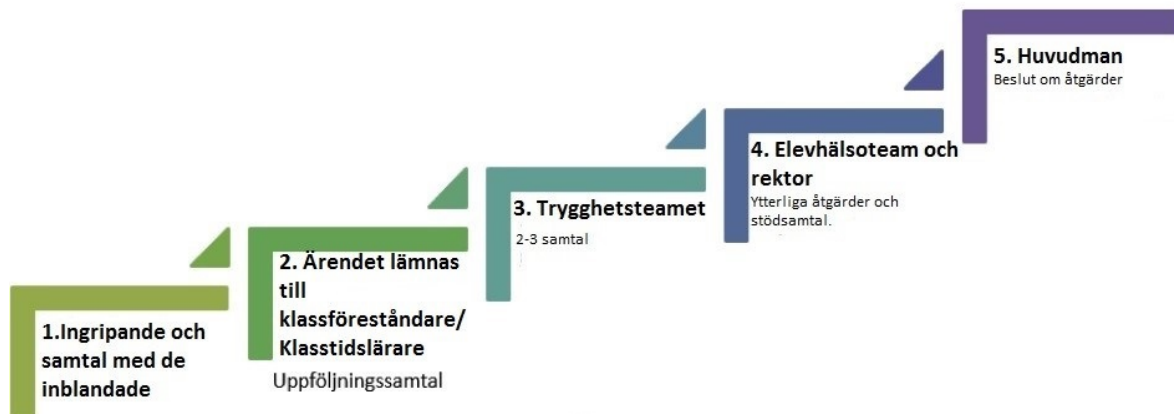 1.Ingripande och
samtal med de
inblandade
2. Ärendet lämnas
till
klassföreståndare/
Klasstidslärare
Uppföljningssamtal
3. Trygghetsteamet
2-3 samtal
4. Elevhälsoteam och
rektor
Ytterliga åtgärder och
stödsamtal.
5. Huvudman
Beslut om åtgärder